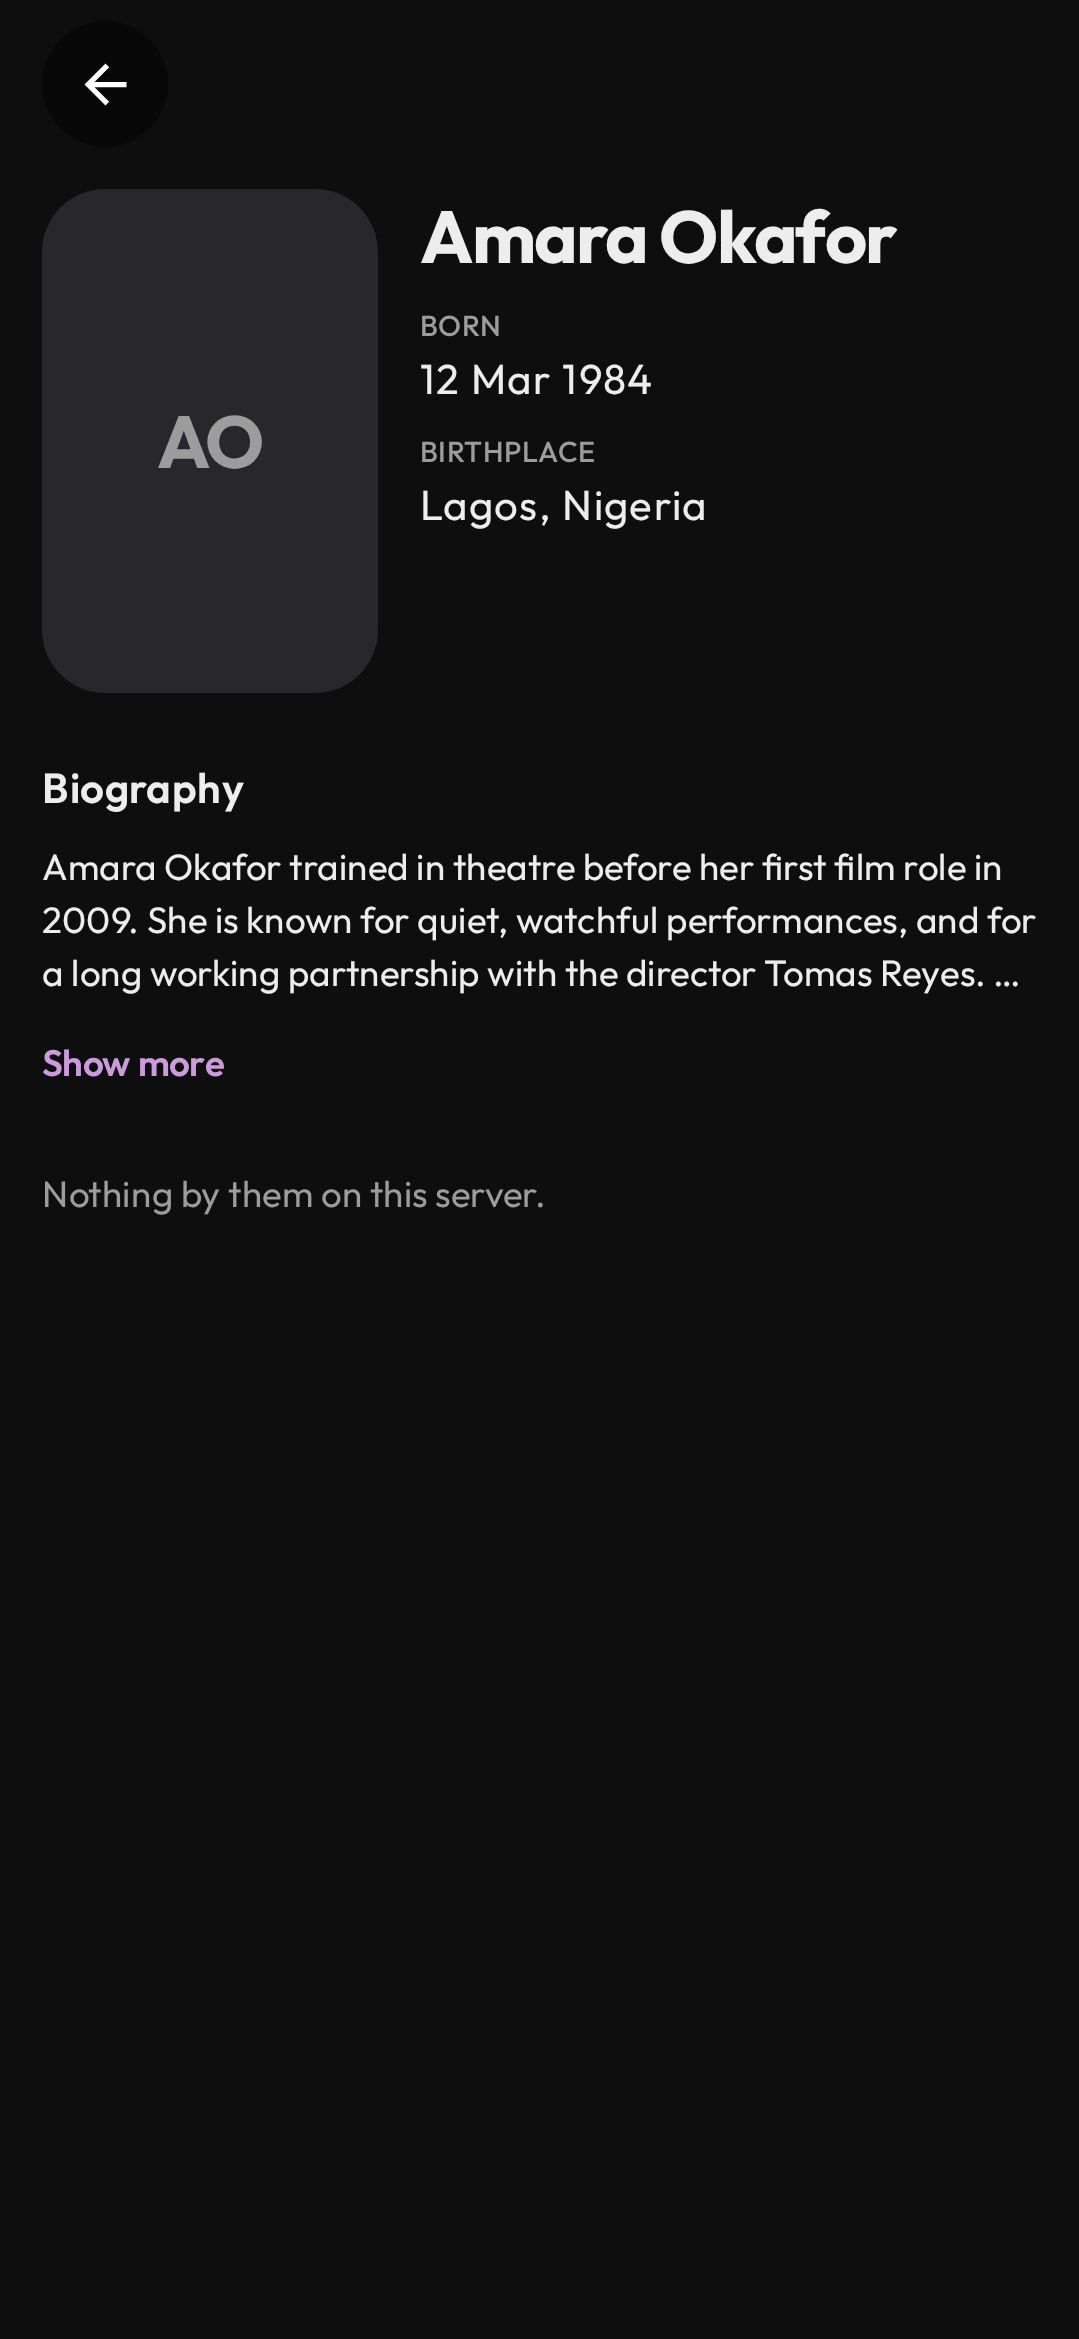 Amara Okafor
BORN
12 Mar 1984
BIRTHPLACE
Lagos, Nigeria
AO
Biography
Amara Okafor trained in theatre before her first film role in
2009. She is known for quiet, watchful performances, and for
a long working partnership with the director Tomas Reyes. …
Show more
Nothing by them on this server.